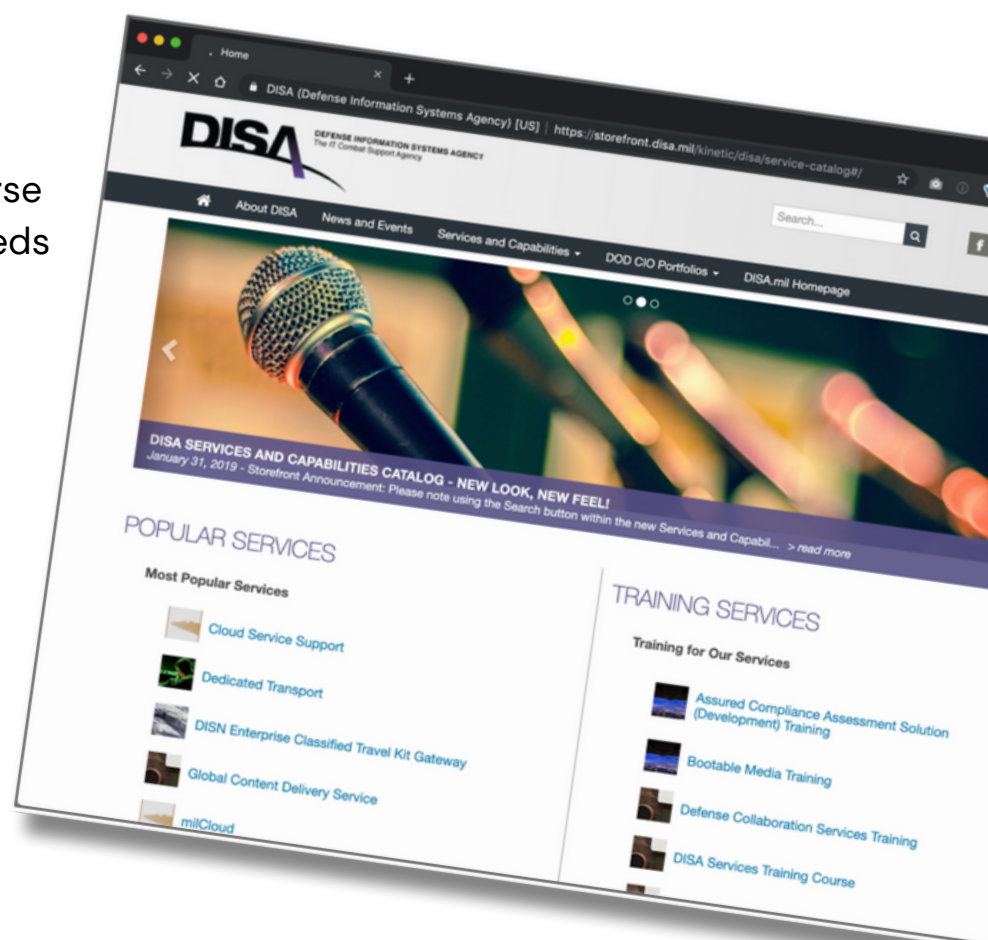 rse
eds
. Home
DISA (Defense Information Systems Agency) [US] | https://storefront.disa.mil/kinetic/disa/service-catalog#/
DISA
DEFENSE INFORMATION SYSTEMS AGENCY
The IT Combat Support Agency
Search...
f
About DISA News and Events Services and Capabilities DOD CIO Portfolios DISA.mil Homepage
DISA SERVICES AND CAPABILITIES CATALOG - NEW LOOK, NEW FEEL!
January 31, 2019 - Storefront Announcement: Please note using the Search button within the new Services and Capabil... > read more
POPULAR SERVICES
Most Popular Services
Cloud Service Support
Dedicated Transport
DISN Enterprise Classified Travel Kit Gateway
Global Content Delivery Service
milCloud
TRAINING SERVICES
Training for Our Services
Assured Compliance Assessment Solution
(Development) Training
Bootable Media Training
Defense Collaboration Services Training
DISA Services Training Course